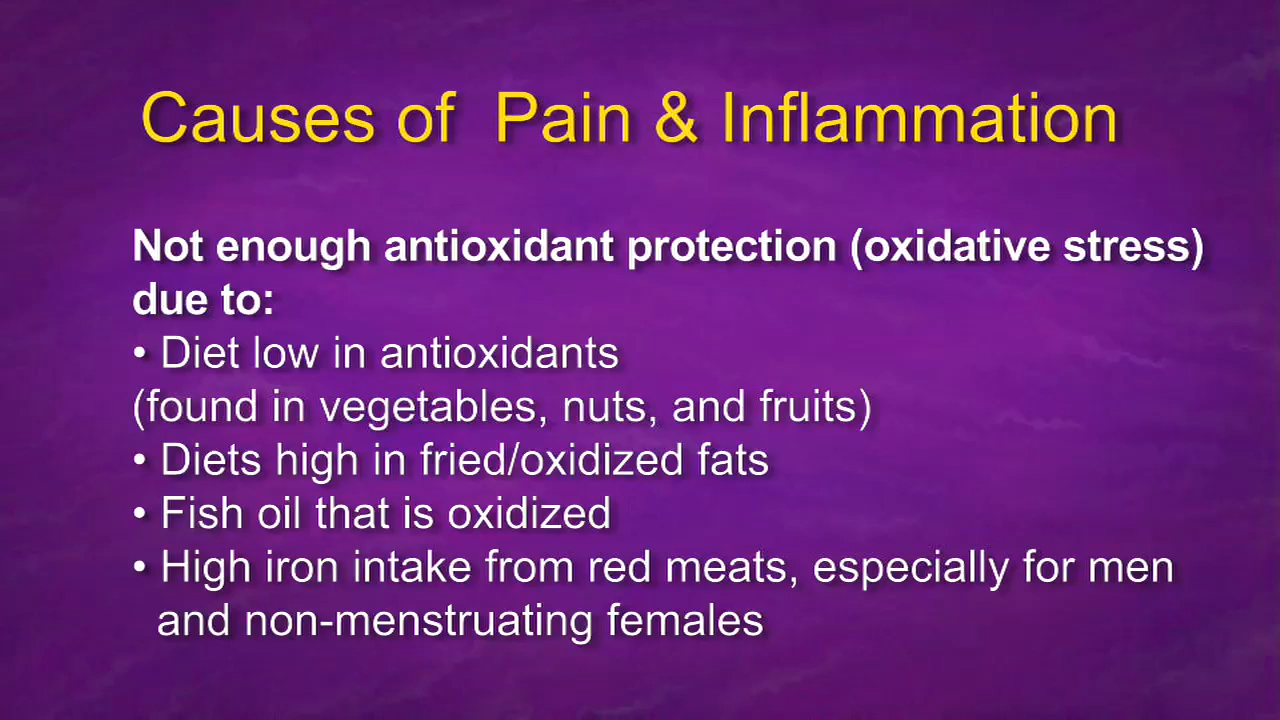 Causes of  Pain & Inflammation
Not enough antioxidant protection (oxidative stress)
due to:
• Diet low in antioxidants
(found in vegetables, nuts, and fruits)
• Diets high in fried/oxidized fats
• Fish oil that is oxidized
• High iron intake from red meats, especially for men
and non-menstruating females